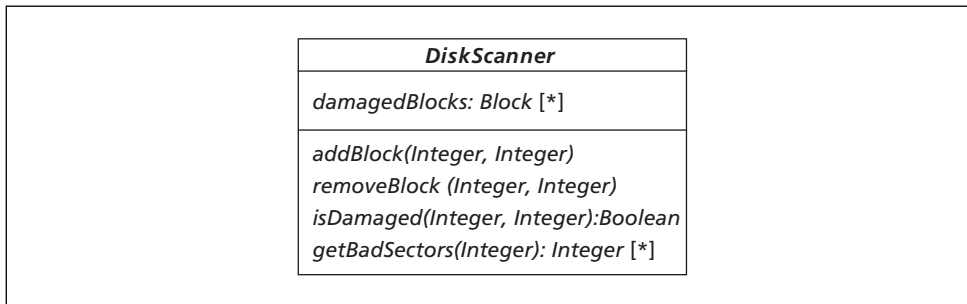 DiskScanner
damagedBlocks: Block [*]
addBlock(Integer, Integer)
removeBlock (Integer, Integer)
isDamaged(Integer, Integer):Boolean
getBadSectors(Integer): Integer [*]